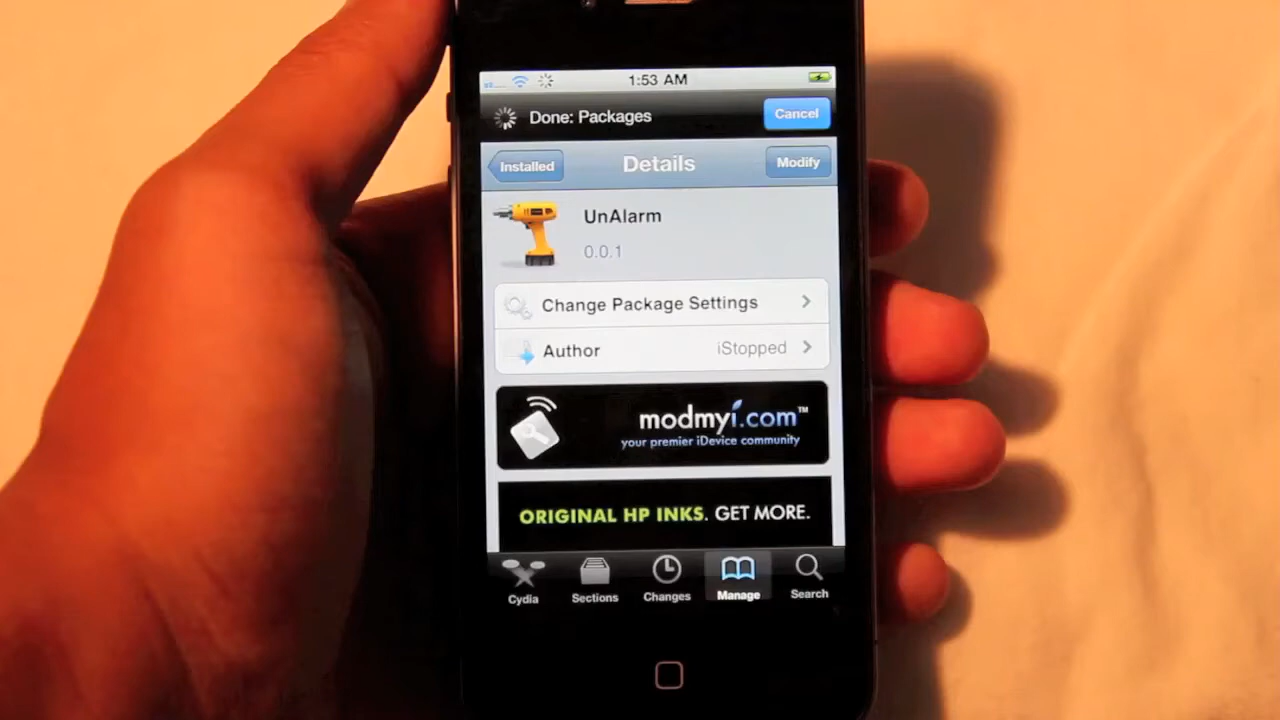 1:53 AM
Done: Packages
Cancel
Installed
Details
Modify
UnAlarm
0.0.1
Change Package Settings
Author
iStopped
modmyi.com™
your premier iDevice community
ORIGINAL HP INKS. GET MORE.
Cydia
Sections
Changes
Manage
Search